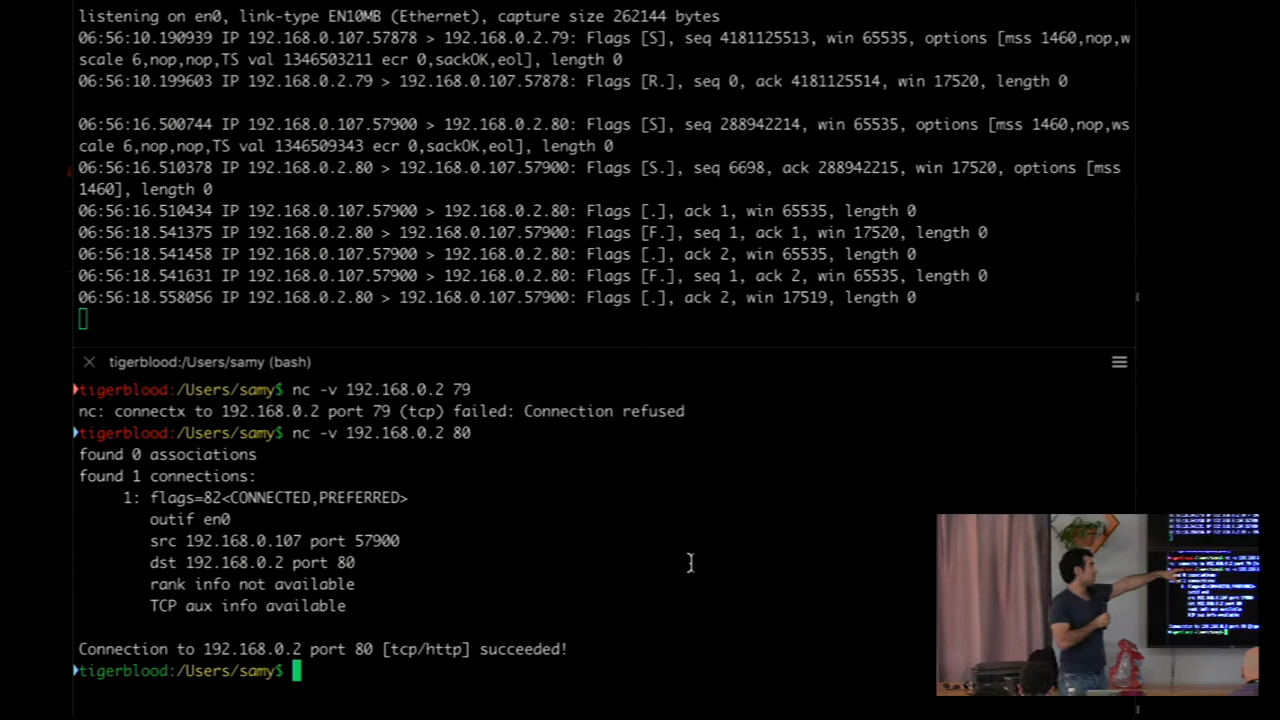 listening on en0, link-type EN10MB (Ethernet), capture size 262144 bytes
06:56:10.190939 IP 192.168.0.107.57878 > 192.168.0.2.79: Flags [S], seq 4181125513, win 65535, options [mss 1460,nop,w
scale 6,nop,nop,TS val 1346503211 ecr 0,sackOK,eol], length 0
06:56:10.199603 IP 192.168.0.2.79 > 192.168.0.107.57878: Flags [R.], seq 0, ack 4181125514, win 17520, length 0
06:56:16.500744 IP 192.168.0.107.57900 > 192.168.0.2.80: Flags [S], seq 288942214, win 65535, options [mss 1460,nop,ws
cale 6,nop,nop,TS val 1346509343 ecr 0,sackOK,eol], length 0
06:56:16.510378 IP 192.168.0.2.80 > 192.168.0.107.57900: Flags [S.], seq 6698, ack 288942215, win 17520, options [mss
1460], length 0
06:56:16.510434 IP 192.168.0.107.57900 > 192.168.0.2.80: Flags [.], ack 1, win 65535, length 0
06:56:18.541375 IP 192.168.0.2.80 > 192.168.0.107.57900: Flags [F.], seq 1, ack 1, win 17520, length 0
06:56:18.541458 IP 192.168.0.107.57900 > 192.168.0.2.80: Flags [.], ack 2, win 65535, length 0
06:56:18.541631 IP 192.168.0.107.57900 > 192.168.0.2.80: Flags [F.], seq 1, ack 2, win 65535, length 0
06:56:18.558056 IP 192.168.0.2.80 > 192.168.0.107.57900: Flags [.], ack 2, win 17519, length 0
tigerblood:/Users/samy (bash)
tigerblood:/Users/samy$ nc -v 192.168.0.2 79
nc: connectx to 192.168.0.2 port 79 (tcp) failed: Connection refused
tigerblood:/Users/samy$ nc -v 192.168.0.2 80
found 0 associations
found 1 connections:
1: flags=82<CONNECTED,PREFERRED>
outif en0
src 192.168.0.107 port 57900
dst 192.168.0.2 port 80
rank info not available
TCP aux info available
Connection to 192.168.0.2 port 80 [tcp/http] succeeded!
tigerblood:/Users/samy$